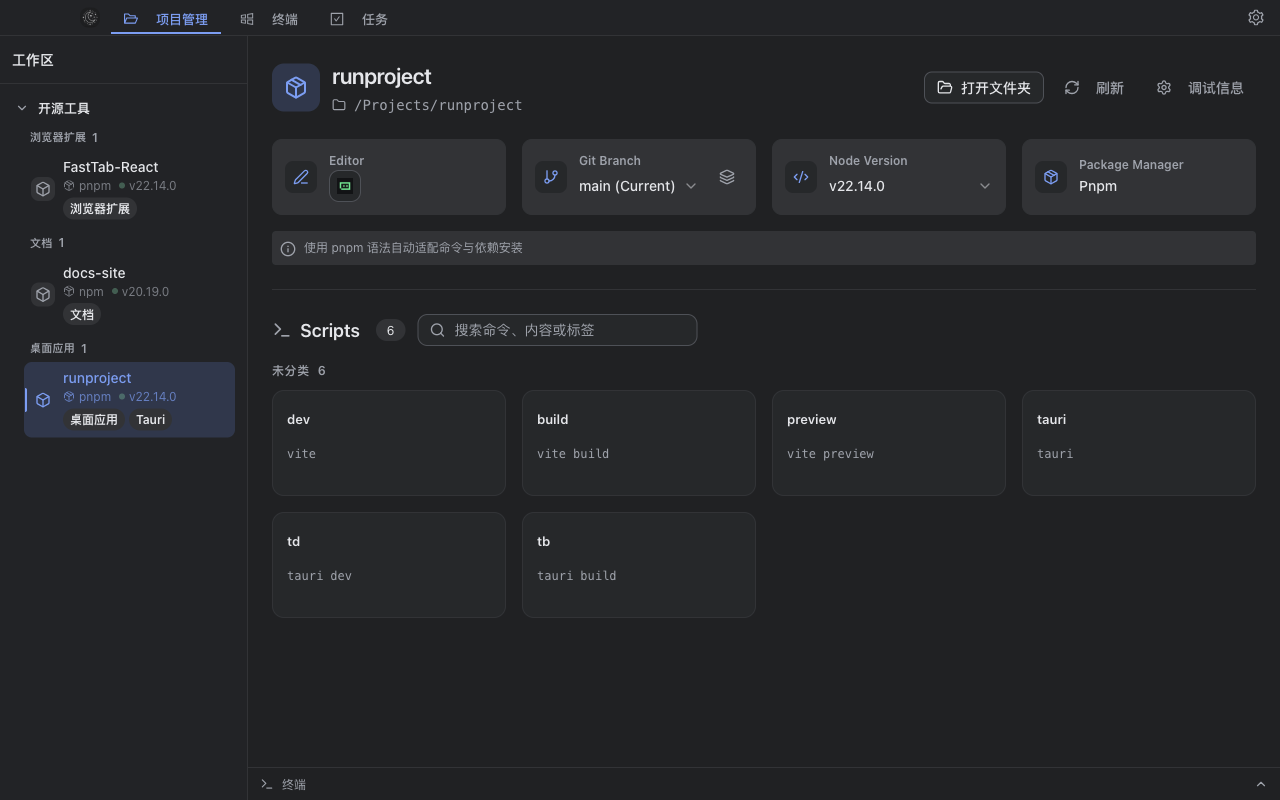 项目管理
终端
任务
工作区
开源工具
浏览器扩展 1
FastTab-React
pnpm v22.14.0
浏览器扩展
文档 1
docs-site
npm v20.19.0
文档
桌面应用 1
runproject
pnpm v22.14.0
桌面应用 Tauri
runproject
/Projects/runproject
打开文件夹
刷新
调试信息
Editor
Git Branch
main (Current)
Node Version
v22.14.0
Package Manager
Pnpm
使用 pnpm 语法自动适配命令与依赖安装
Scripts 6
搜索命令、内容或标签
未分类 6
dev
vite
build
vite build
preview
vite preview
tauri
tauri
td
tauri dev
tb
tauri build
终端